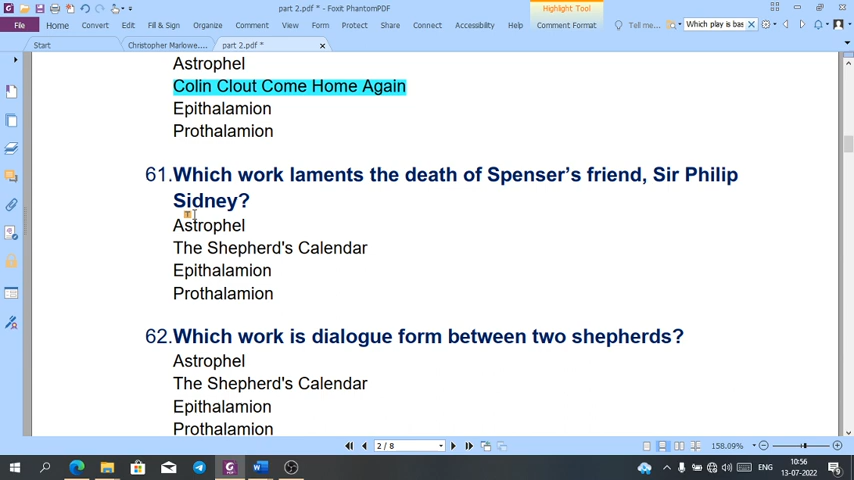 part 2.pdf * - Foxit PhantomPDF
Highlight Tool
File Home Convert Edit Fill & Sign Organize Comment View Form Protect Share Connect Accessibility Help Comment Format Tell me... Which play is bas
Start Christopher Marlowe.... part 2.pdf *
Astrophel
Colin Clout Come Home Again
Epithalamion
Prothalamion
61.Which work laments the death of Spenser’s friend, Sir Philip
Sidney?
Astrophel
The Shepherd's Calendar
Epithalamion
Prothalamion
62.Which work is dialogue form between two shepherds?
Astrophel
The Shepherd's Calendar
Epithalamion
Prothalamion
2 / 8
158.09%
ENG
10:56
13-07-2022